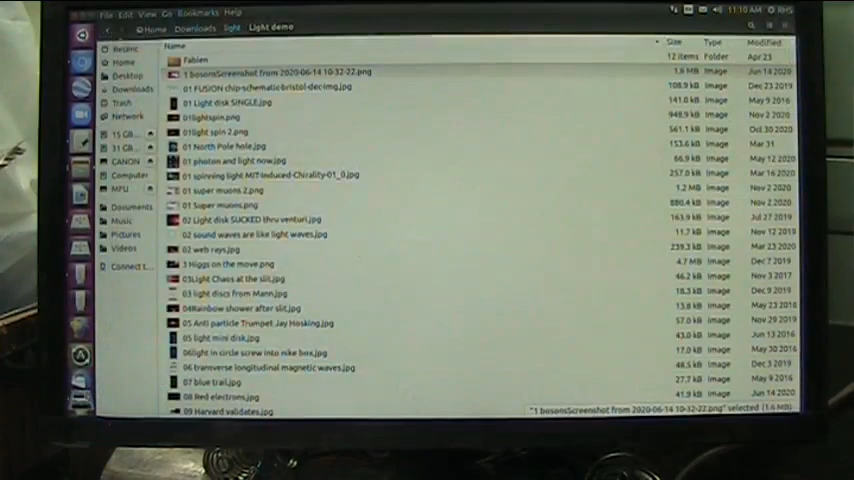 File Edit View Go Bookmarks Help
11:10 AM RHS
Home Downloads light Light demo
Name Size Type Modified
Recent
Home
Desktop
Downloads
Trash
Network
15 GB...
31 GB...
CANON
Computer
MFU
Documents
Music
Pictures
Videos
Connect t...
Fabien 12 items Folder Apr 23
1 bosonsScreenshot from 2020-06-14 10-32-22.png 1.6 MB Image Jun 14 2020
01 FUSION chip-schematic-bristol-dec-img.jpg 108.9 kB Image Dec 23 2019
01 Light disk SINGLE.jpg 141.0 kB Image May 9 2016
01lightspin.png 948.9 kB Image Nov 2 2020
01light spin 2.png 561.1 kB Image Oct 30 2020
01 North Pole hole.jpg 153.6 kB Image Mar 31
01 photon and light now.jpg 66.9 kB Image May 12 2020
01 spinning light MIT-Induced-Chirality-01_0.jpg 257.0 kB Image Mar 16 2020
01 super muons 2.png 1.2 MB Image Nov 2 2020
01 Super muons.png 880.4 kB Image Nov 2 2020
02 Light disk SUCKED thru venturi.jpg 163.9 kB Image Jul 27 2019
02 sound waves are like light waves.jpg 11.7 kB Image Nov 12 2019
02 web rays.jpg 239.3 kB Image Mar 23 2020
3 Higgs on the move.png 4.7 MB Image Dec 7 2019
03Light Chaos at the slit.jpg 46.2 kB Image Nov 3 2017
03 light discs from Mann.jpg 18.3 kB Image Dec 9 2019
04Rainbow shower after slit.jpg 13.8 kB Image May 23 2016
05 Anti particle Trumpet Jay Hosking.jpg 57.0 kB Image Nov 29 2019
05 light mini disk.jpg 43.0 kB Image Jun 13 2016
06light in circle screw into nike box.jpg 17.0 kB Image May 30 2016
06 transverse longitudinal magnetic waves.jpg 48.5 kB Image Dec 3 2019
07 blue trail.jpg 27.7 kB Image May 9 2016
08 Red electrons.jpg 41.9 kB Image Jun 14 2020
09 Harvard validates.jpg
"1 bosonsScreenshot from 2020-06-14 10-32-22.png" selected (1.6 MB)